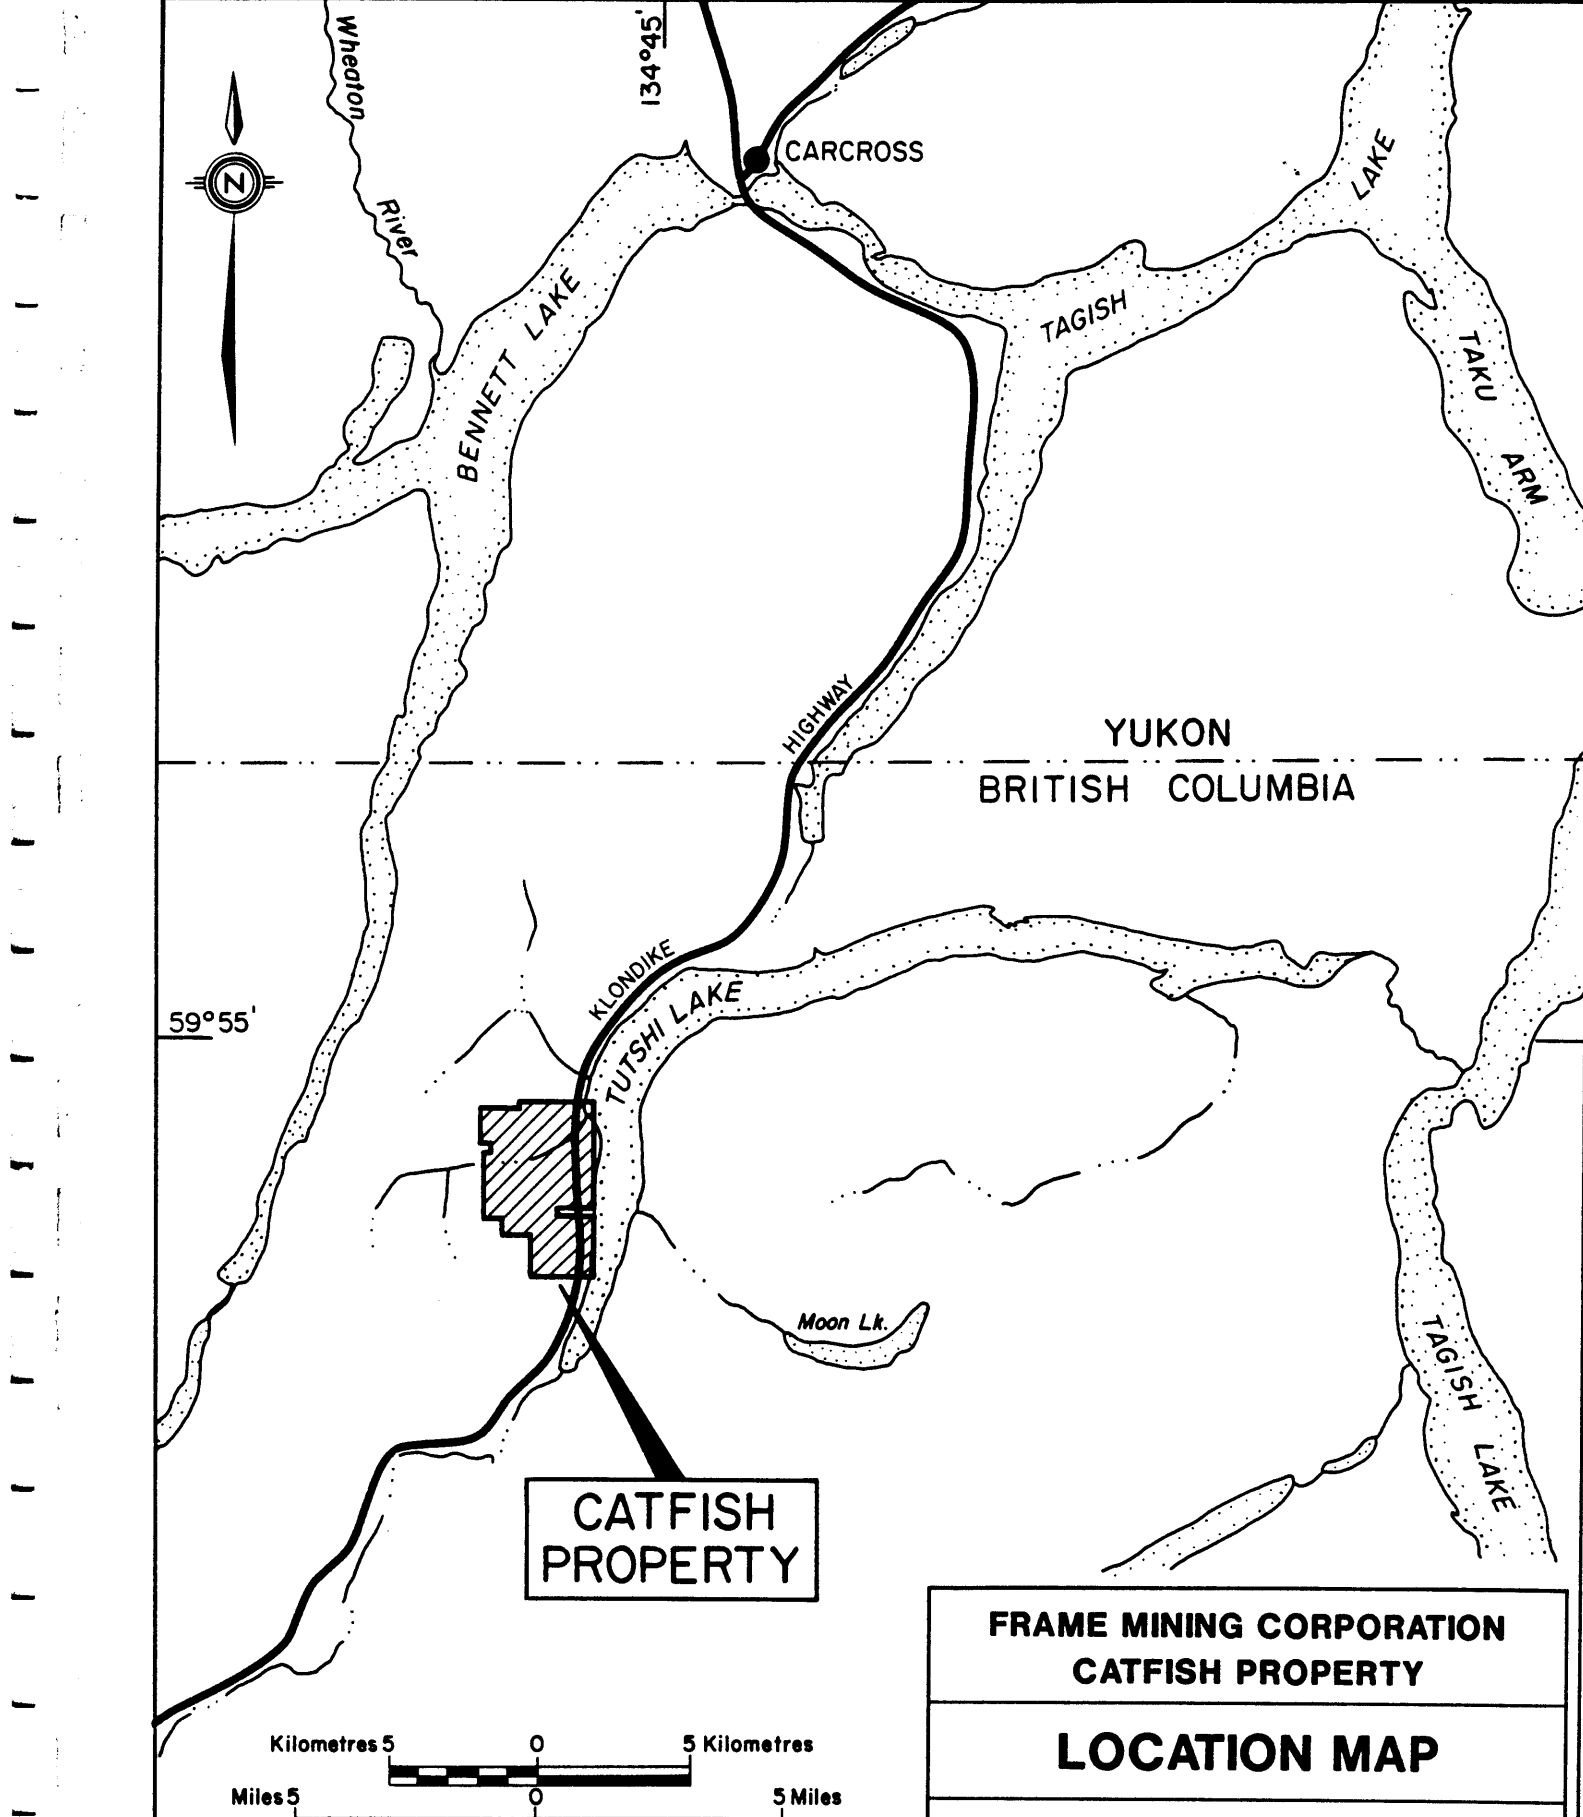 Wheaton
River
134°45'
N
CARCROSS
BENNETT LAKE
TAGISH
LAKE
TAKU
ARM
HIGHWAY
YUKON
BRITISH COLUMBIA
KLONDIKE
TUTSHI LAKE
59°55'
Moon Lk.
TAGISH
LAKE
CATFISH
PROPERTY
FRAME MINING CORPORATION
CATFISH PROPERTY
LOCATION MAP
Kilometres 5 0 5 Kilometres
Miles 5 0 5 Miles